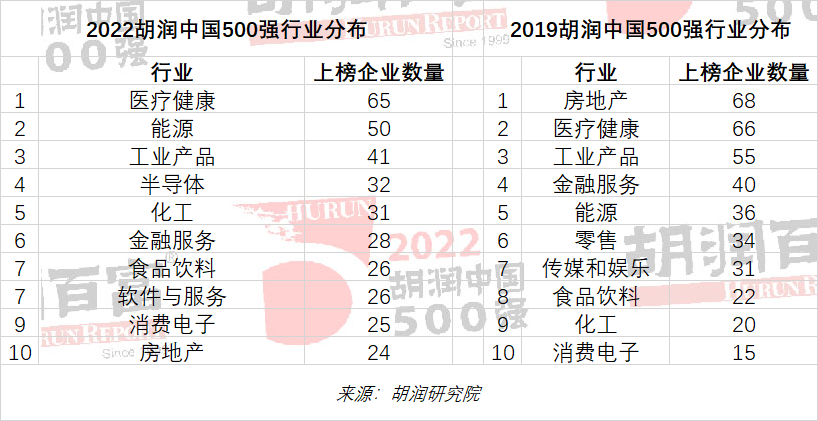 2022胡润中国500强行业分布 2019胡润中国500强行业分布
行业 上榜企业数量 行业 上榜企业数量
1 医疗健康 65 1 房地产 68
2 能源 50 2 医疗健康 66
3 工业产品 41 3 工业产品 55
4 半导体 32 4 金融服务 40
5 化工 31 5 能源 36
6 金融服务 28 6 零售 34
7 食品饮料 26 7 传媒和娱乐 31
7 软件与服务 26 8 食品饮料 22
9 消费电子 25 9 化工 20
10 房地产 24 10 消费电子 15
来源：胡润研究院
胡润中国
500强
HURUN REPORT
Since 1999
HURUN
2022
胡润中国
500强
胡润百
HURUN REPOR
百富
RUN REPORT
Since